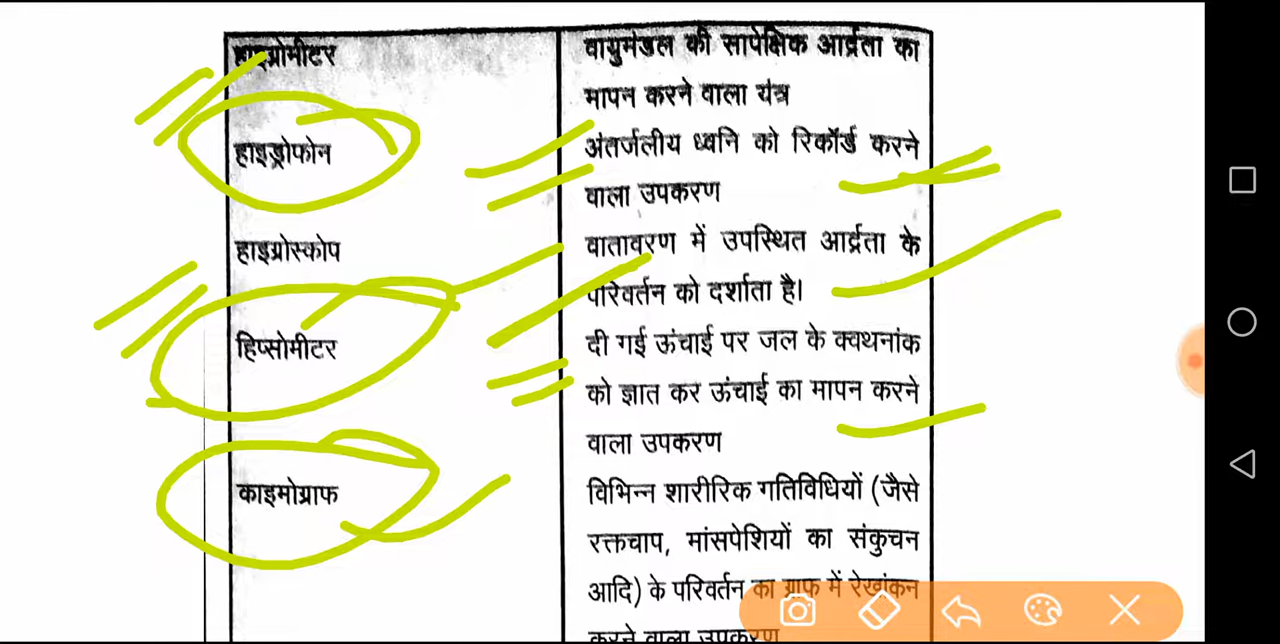 हाइग्रोमीटर
वायुमंडल की सापेक्षिक आर्द्रता का
मापन करने वाला यंत्र
हाइड्रोफोन
अंतर्जलीय ध्वनि को रिकॉर्ड करने
वाला उपकरण
हाइग्रोस्कोप
वातावरण में उपस्थित आर्द्रता के
परिवर्तन को दर्शाता है।
हिप्सोमीटर
दी गई ऊंचाई पर जल के क्वथनांक
को ज्ञात कर ऊंचाई का मापन करने
वाला उपकरण
काइमोग्राफ
विभिन्न शारीरिक गतिविधियों (जैसे
रक्तचाप, मांसपेशियों का संकुचन
आदि) के परिवर्तन का ग्राफ में रेखांकन
करने वाला उपकरण